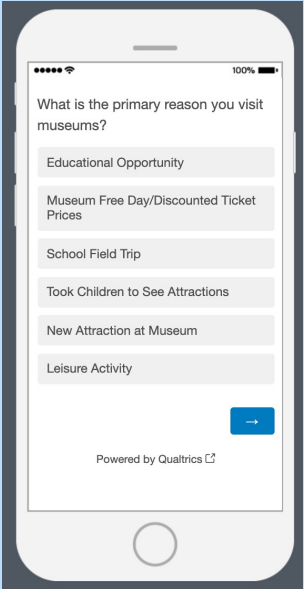 100%
What is the primary reason you visit
museums?
Educational Opportunity
Museum Free Day/Discounted Ticket
Prices
School Field Trip
Took Children to See Attractions
New Attraction at Museum
Leisure Activity
→
Powered by Qualtrics